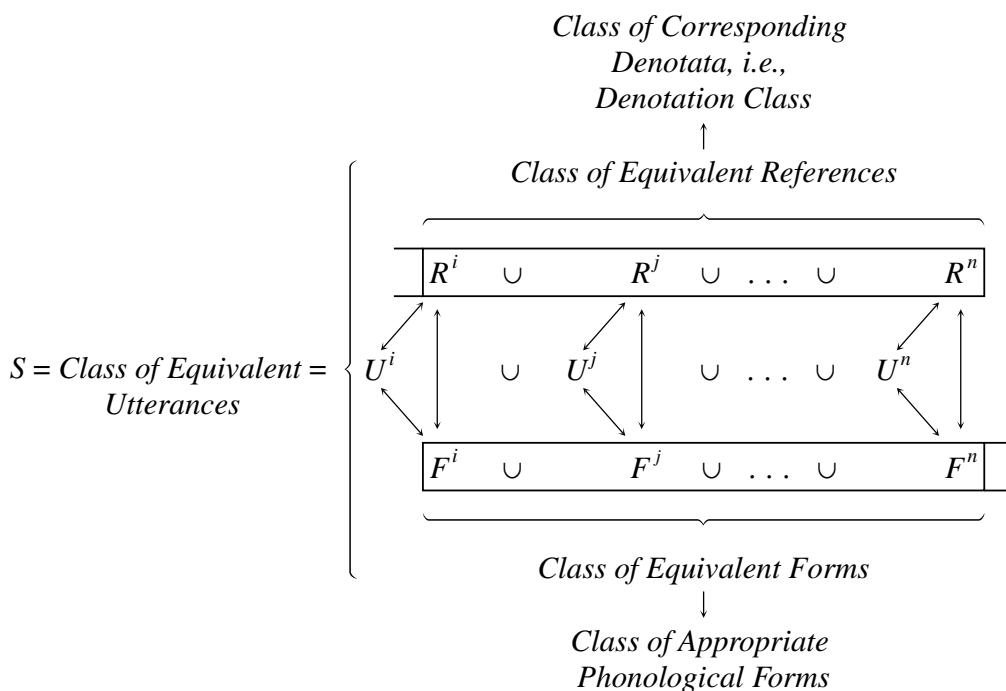 Class of Corresponding
Denotata, i.e.,
Denotation Class
Class of Equivalent References
R^i ∪ R^j ∪ . . . ∪ R^n
S = Class of Equivalent =
Utterances
U^i ∪ U^j ∪ . . . ∪ U^n
F^i ∪ F^j ∪ . . . ∪ F^n
Class of Equivalent Forms
Class of Appropriate
Phonological Forms